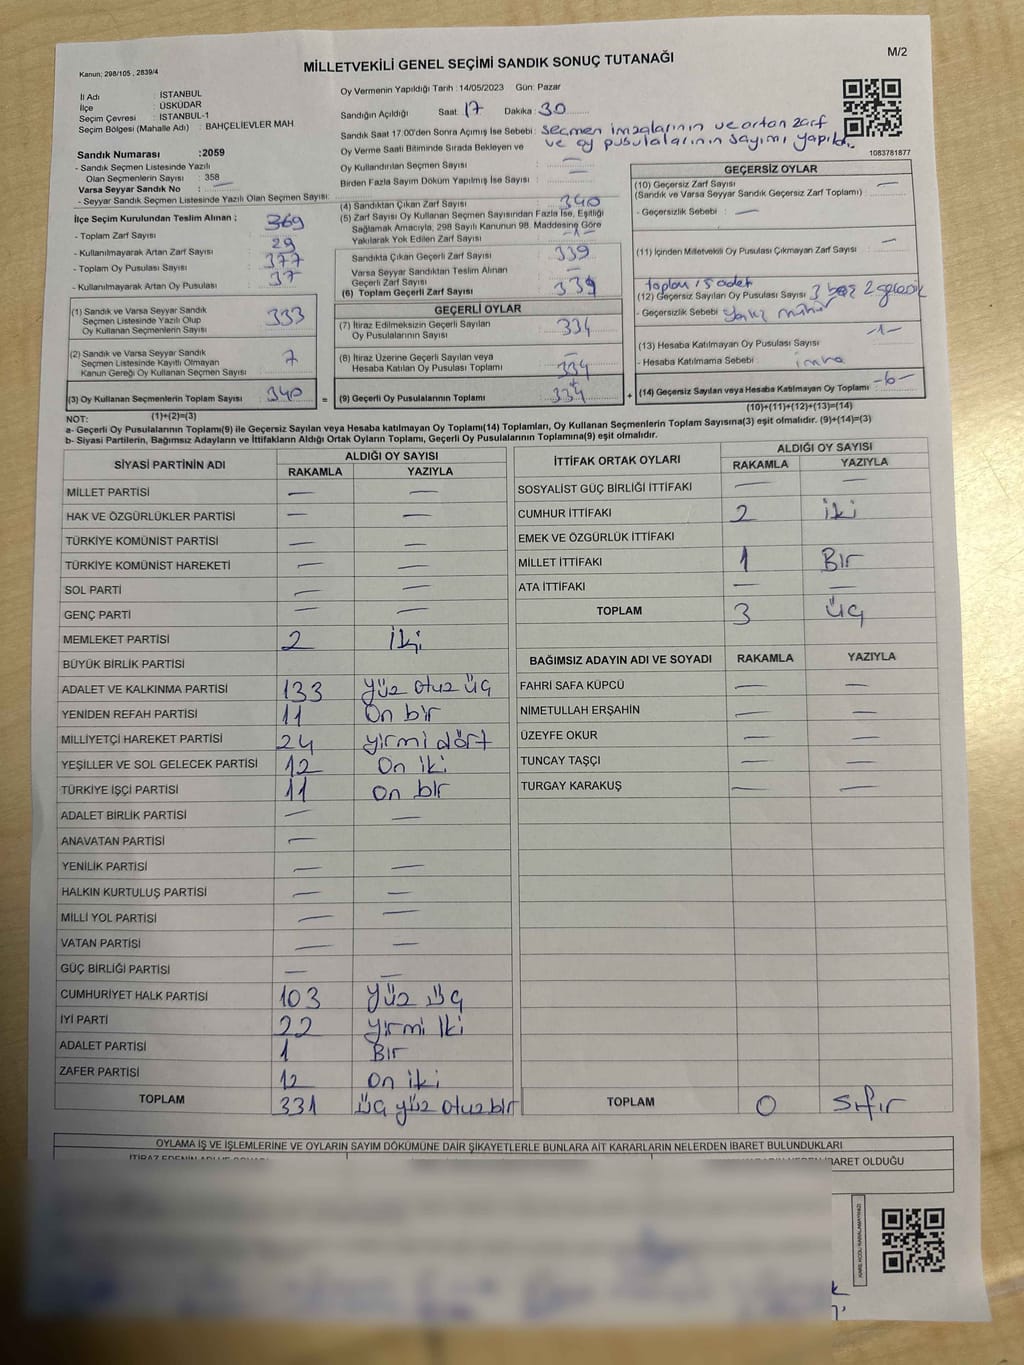 M/2
Kanun; 298/105 , 2839/4
MİLLETVEKİLİ GENEL SEÇİMİ SANDIK SONUÇ TUTANAĞI
İl Adı : İSTANBUL
İlçe : ÜSKÜDAR
Seçim Çevresi : İSTANBUL-1
Seçim Bölgesi (Mahalle Adı) : BAHÇELİEVLER MAH.
Sandık Numarası :2059
- Sandık Seçmen Listesinde Yazılı
Olan Seçmenlerin Sayısı : 358
Varsa Seyyar Sandık No : —
- Seyyar Sandık Seçmen Listesinde Yazılı Olan Seçmen Sayısı:
Oy Vermenin Yapıldığı Tarih :14/05/2023 Gün: Pazar
Sandığın Açıldığı Saat: 17 Dakika: 30
Sandık Saat 17.00'den Sonra Açmış İse Sebebi: seçmen imzalarının ve artan zarf
ve oy pusulalarının sayımı yapıldı.
Oy Verme Saati Bitiminde Sırada Bekleyen ve
Oy Kullandırılan Seçmen Sayısı : —
Birden Fazla Sayım Döküm Yapılmış İse Sayısı : —
1083781877
İlçe Seçim Kurulundan Teslim Alınan ;
- Toplam Zarf Sayısı 369
- Kullanılmayarak Artan Zarf Sayısı 29
- Toplam Oy Pusulası Sayısı 377
- Kullanılmayarak Artan Oy Pusulası 37
(1) Sandık ve Varsa Seyyar Sandık
Seçmen Listesinde Yazılı Olup
Oy Kullanan Seçmenlerin Sayısı 333
(2) Sandık ve Varsa Seyyar Sandık
Seçmen Listesinde Kayıtlı Olmayan
Kanun Gereği Oy Kullanan Seçmen Sayısı 7
(3) Oy Kullanan Seçmenlerin Toplam Sayısı 340 =
(4) Sandıktan Çıkan Zarf Sayısı 340
(5) Zarf Sayısı Oy Kullanan Seçmen Sayısından Fazla İse, Eşitliği
Sağlamak Amacıyla, 298 Sayılı Kanunun 98. Maddesine Göre
Yakılarak Yok Edilen Zarf Sayısı -1-
Sandıkta Çıkan Geçerli Zarf Sayısı 339
Varsa Seyyar Sandıktan Teslim Alınan
Geçerli Zarf Sayısı —
(6) Toplam Geçerli Zarf Sayısı 339
GEÇERLİ OYLAR
(7) İtiraz Edilmeksizin Geçerli Sayılan
Oy Pusulalarının Sayısı 334
(8) İtiraz Üzerine Geçerli Sayılan veya —
Hesaba Katılan Oy Pusulası Toplamı 334
(9) Geçerli Oy Pusulalarının Toplamı 334 +
GEÇERSİZ OYLAR
(10) Geçersiz Zarf Sayısı —
(Sandık ve Varsa Seyyar Sandık Geçersiz Zarf Toplamı)
- Geçersizlik Sebebi : —
(11) İçinden Milletvekili Oy Pusulası Çıkmayan Zarf Sayısı : —
toplam 5 adet
(12) Geçersiz Sayılan Oy Pusulası Sayısı 3 boş 2 geçersiz
- Geçersizlik Sebebi mühür
(13) Hesaba Katılmayan Oy Pusulası Sayısı : -1-
- Hesaba Katılmama Sebebi : imha
(14) Geçersiz Sayılan veya Hesaba Katılmayan Oy Toplamı : -6-
(1)+(2)=(3)
(10)+(11)+(12)+(13)=(14)
NOT:
a- Geçerli Oy Pusulalarının Toplamı(9) ile Geçersiz Sayılan veya Hesaba katılmayan Oy Toplamı(14) Toplamları, Oy Kullanan Seçmenlerin Toplam Sayısına(3) eşit olmalıdır. (9)+(14)=(3)
b- Siyasi Partilerin, Bağımsız Adayların ve İttifakların Aldığı Ortak Oyların Toplamı, Geçerli Oy Pusulalarının Toplamına(9) eşit olmalıdır.
SİYASİ PARTİNİN ADI ALDIĞI OY SAYISI
RAKAMLA YAZIYLA
MİLLET PARTİSİ — —
HAK VE ÖZGÜRLÜKLER PARTİSİ — —
TÜRKİYE KOMÜNİST PARTİSİ — —
TÜRKİYE KOMÜNİST HAREKETİ — —
SOL PARTİ — —
GENÇ PARTİ — —
MEMLEKET PARTİSİ 2 İki
BÜYÜK BİRLİK PARTİSİ
ADALET VE KALKINMA PARTİSİ 133 yüz otuz üç
YENİDEN REFAH PARTİSİ 11 On bir
MİLLİYETÇİ HAREKET PARTİSİ 24 yirmi dört
YEŞİLLER VE SOL GELECEK PARTİSİ 12 On iki
TÜRKİYE İŞÇİ PARTİSİ 11 on bir
ADALET BİRLİK PARTİSİ — —
ANAVATAN PARTİSİ —
YENİLİK PARTİSİ — —
HALKIN KURTULUŞ PARTİSİ — —
MİLLİ YOL PARTİSİ — —
VATAN PARTİSİ — —
GÜÇ BİRLİĞİ PARTİSİ — —
CUMHURİYET HALK PARTİSİ 103 yüz üç
İYİ PARTİ 22 yirmi iki
ADALET PARTİSİ 1 Bir
ZAFER PARTİSİ 12 On iki
TOPLAM 331 üç yüz otuz bir
İTTİFAK ORTAK OYLARI ALDIĞI OY SAYISI
RAKAMLA YAZIYLA
SOSYALİST GÜÇ BİRLİĞİ İTTİFAKI — —
CUMHUR İTTİFAKI 2 İki
EMEK VE ÖZGÜRLÜK İTTİFAKI
MİLLET İTTİFAKI 1 Bir
ATA İTTİFAKI — —
TOPLAM 3 üç
BAĞIMSIZ ADAYIN ADI VE SOYADI RAKAMLA YAZIYLA
FAHRİ SAFA KÜPCÜ — —
NİMETULLAH ERŞAHİN — —
ÜZEYFE OKUR — —
TUNCAY TAŞÇI — —
TURGAY KARAKUŞ — —
TOPLAM 0 sıfır
OYLAMA İŞ VE İŞLEMLERİNE VE OYLARIN SAYIM DÖKÜMÜNE DAİR ŞİKAYETLERLE BUNLARA AİT KARARLARIN NELERDEN İBARET BULUNDUKLARI
İBARET OLDUĞU